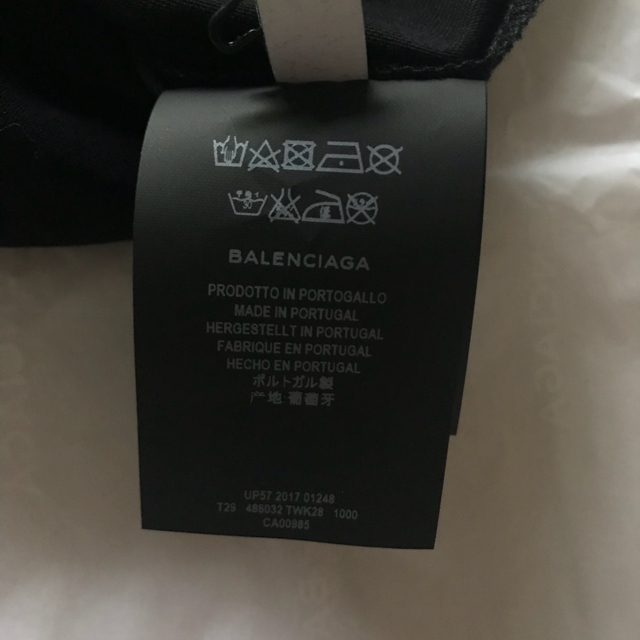 BALENCIAGA
PRODOTTO IN PORTOGALLO
MADE IN PORTUGAL
HERGESTELLT IN PORTUGAL
FABRIQUE EN PORTUGAL
HECHO EN PORTUGAL
ポルトガル製
产地 葡萄牙
UP57 2017 01248
T29 486032 TWK28 1000
CA00985